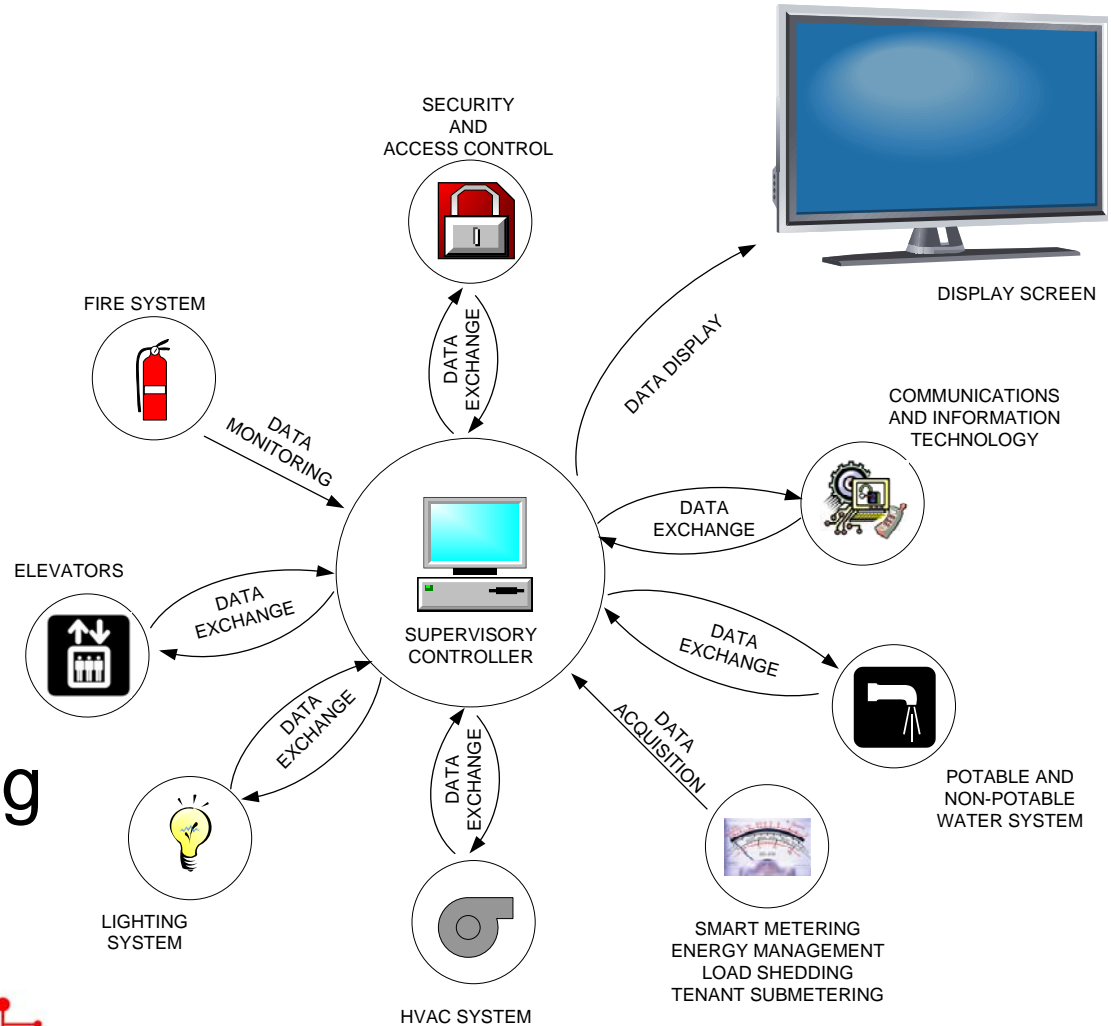 SECURITY
AND
ACCESS CONTROL
DISPLAY SCREEN
FIRE SYSTEM
DATA
EXCHANGE
DATA DISPLAY
COMMUNICATIONS
AND INFORMATION
TECHNOLOGY
DATA
MONITORING
DATA
EXCHANGE
ELEVATORS
DATA
EXCHANGE
SUPERVISORY
CONTROLLER
DATA
EXCHANGE
DATA
EXCHANGE
DATA
ACQUISITION
DATA
EXCHANGE
g
POTABLE AND
NON-POTABLE
WATER SYSTEM
LIGHTING
SYSTEM
SMART METERING
ENERGY MANAGEMENT
LOAD SHEDDING
TENANT SUBMETERING
HVAC SYSTEM